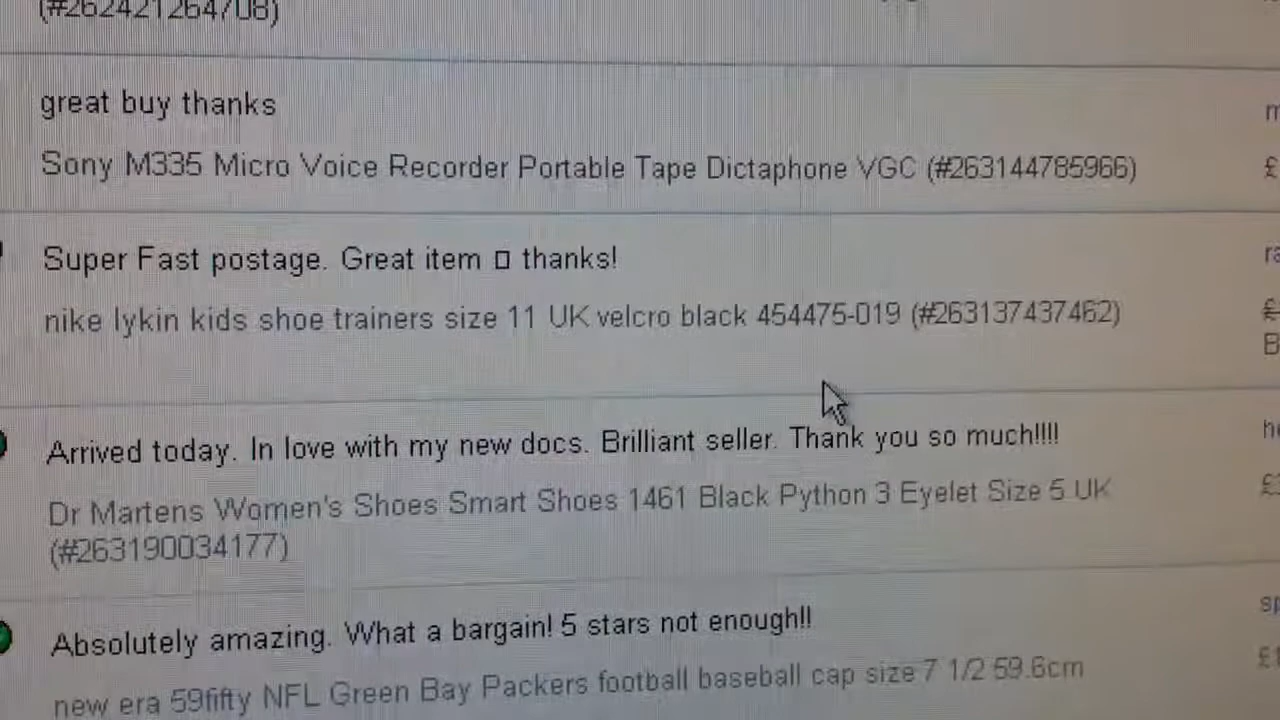 (#262421264708)
great buy thanks
Sony M335 Micro Voice Recorder Portable Tape Dictaphone VGC (#263144785966)
£
Super Fast postage. Great item □ thanks!
ra
nike lykin kids shoe trainers size 11 UK velcro black 454475-019 (#263137437462)
£
B
Arrived today. In love with my new docs. Brilliant seller. Thank you so much!!!!
he
Dr Martens Women's Shoes Smart Shoes 1461 Black Python 3 Eyelet Size 5 UK
£
(#263190034177)
Absolutely amazing. What a bargain! 5 stars not enough!!
sp
new era 59fifty NFL Green Bay Packers football baseball cap size 7 1/2 59.6cm
£